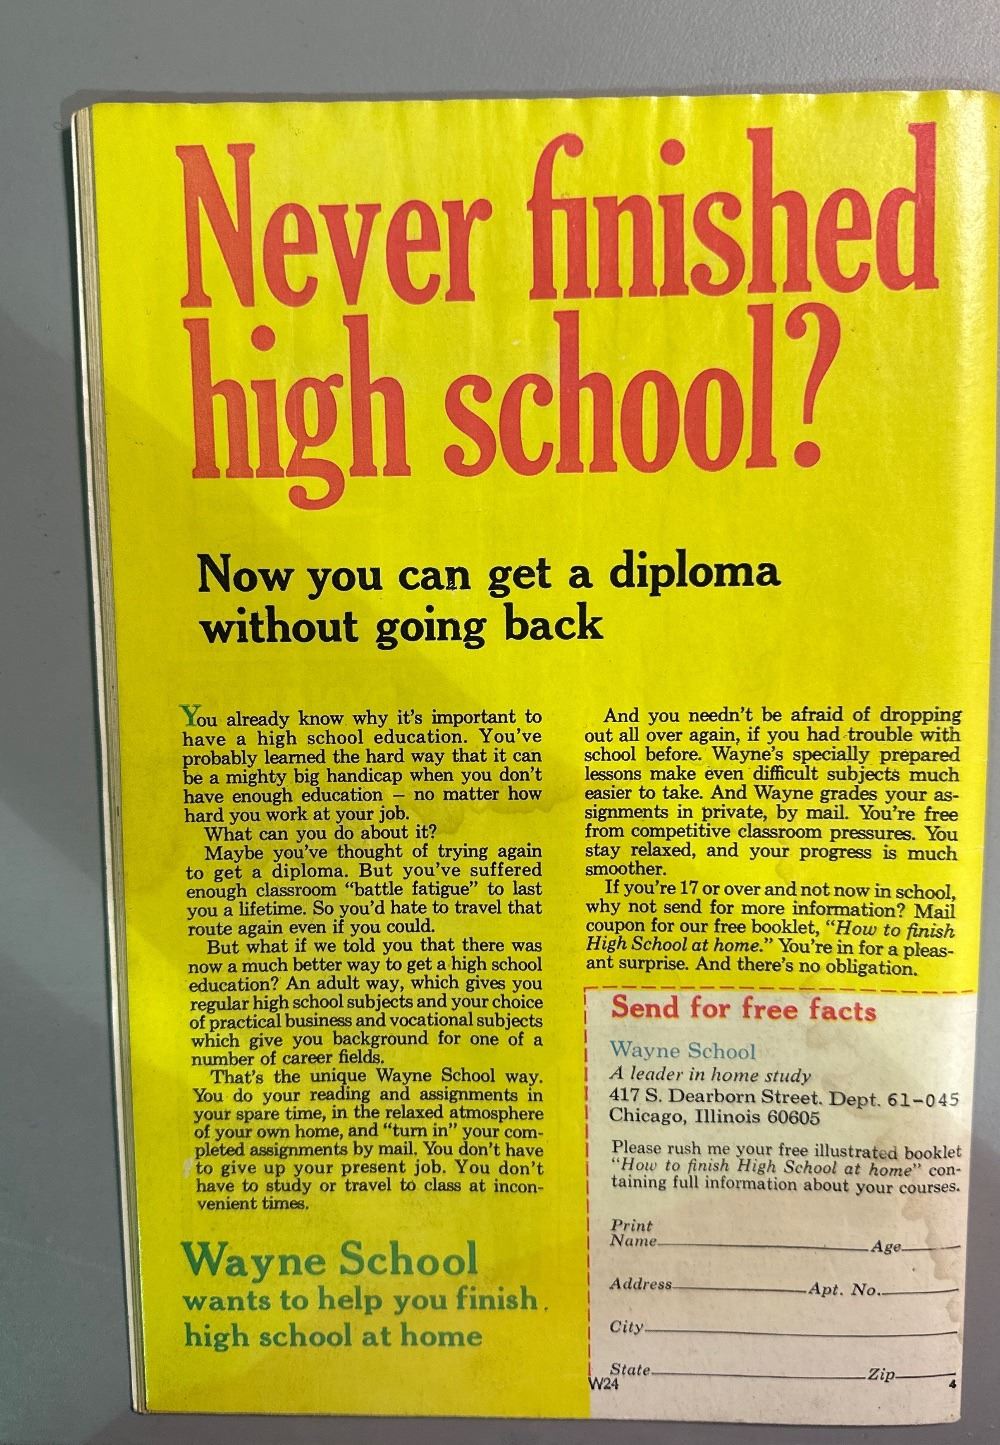 Never finished
high school?
Now you can get a diploma
without going back
You already know why it's important to
have a high school education. You've
probably learned the hard way that it can
be a mighty big handicap when you don't
have enough education – no matter how
hard you work at your job.
What can you do about it?
Maybe you've thought of trying again
to get a diploma. But you've suffered
enough classroom "battle fatigue" to last
you a lifetime. So you'd hate to travel that
route again even if you could.
But what if we told you that there was
now a much better way to get a high school
education? An adult way, which gives you
regular high school subjects and your choice
of practical business and vocational subjects
which give you background for one of a
number of career fields.
That's the unique Wayne School way.
You do your reading and assignments in
your spare time, in the relaxed atmosphere
of your own home, and "turn in" your com-
pleted assignments by mail. You don't have
to give up your present job. You don't
have to study or travel to class at incon-
venient times.
Wayne School
wants to help you finish
high school at home
And you needn't be afraid of dropping
out all over again, if you had trouble with
school before. Wayne's specially prepared
lessons make even difficult subjects much
easier to take. And Wayne grades your as-
signments in private, by mail. You're free
from competitive classroom pressures. You
stay relaxed, and your progress is much
smoother.
If you're 17 or over and not now in school,
why not send for more information? Mail
coupon for our free booklet, "How to finish
High School at home." You're in for a pleas-
ant surprise. And there's no obligation.
Send for free facts
Wayne School
A leader in home study
417 S. Dearborn Street. Dept. 61-045
Chicago, Illinois 60605
Please rush me your free illustrated booklet
"How to finish High School at home" con-
taining full information about your courses.
Print
Name Age
Address Apt. No.
City
State Zip
W24 4